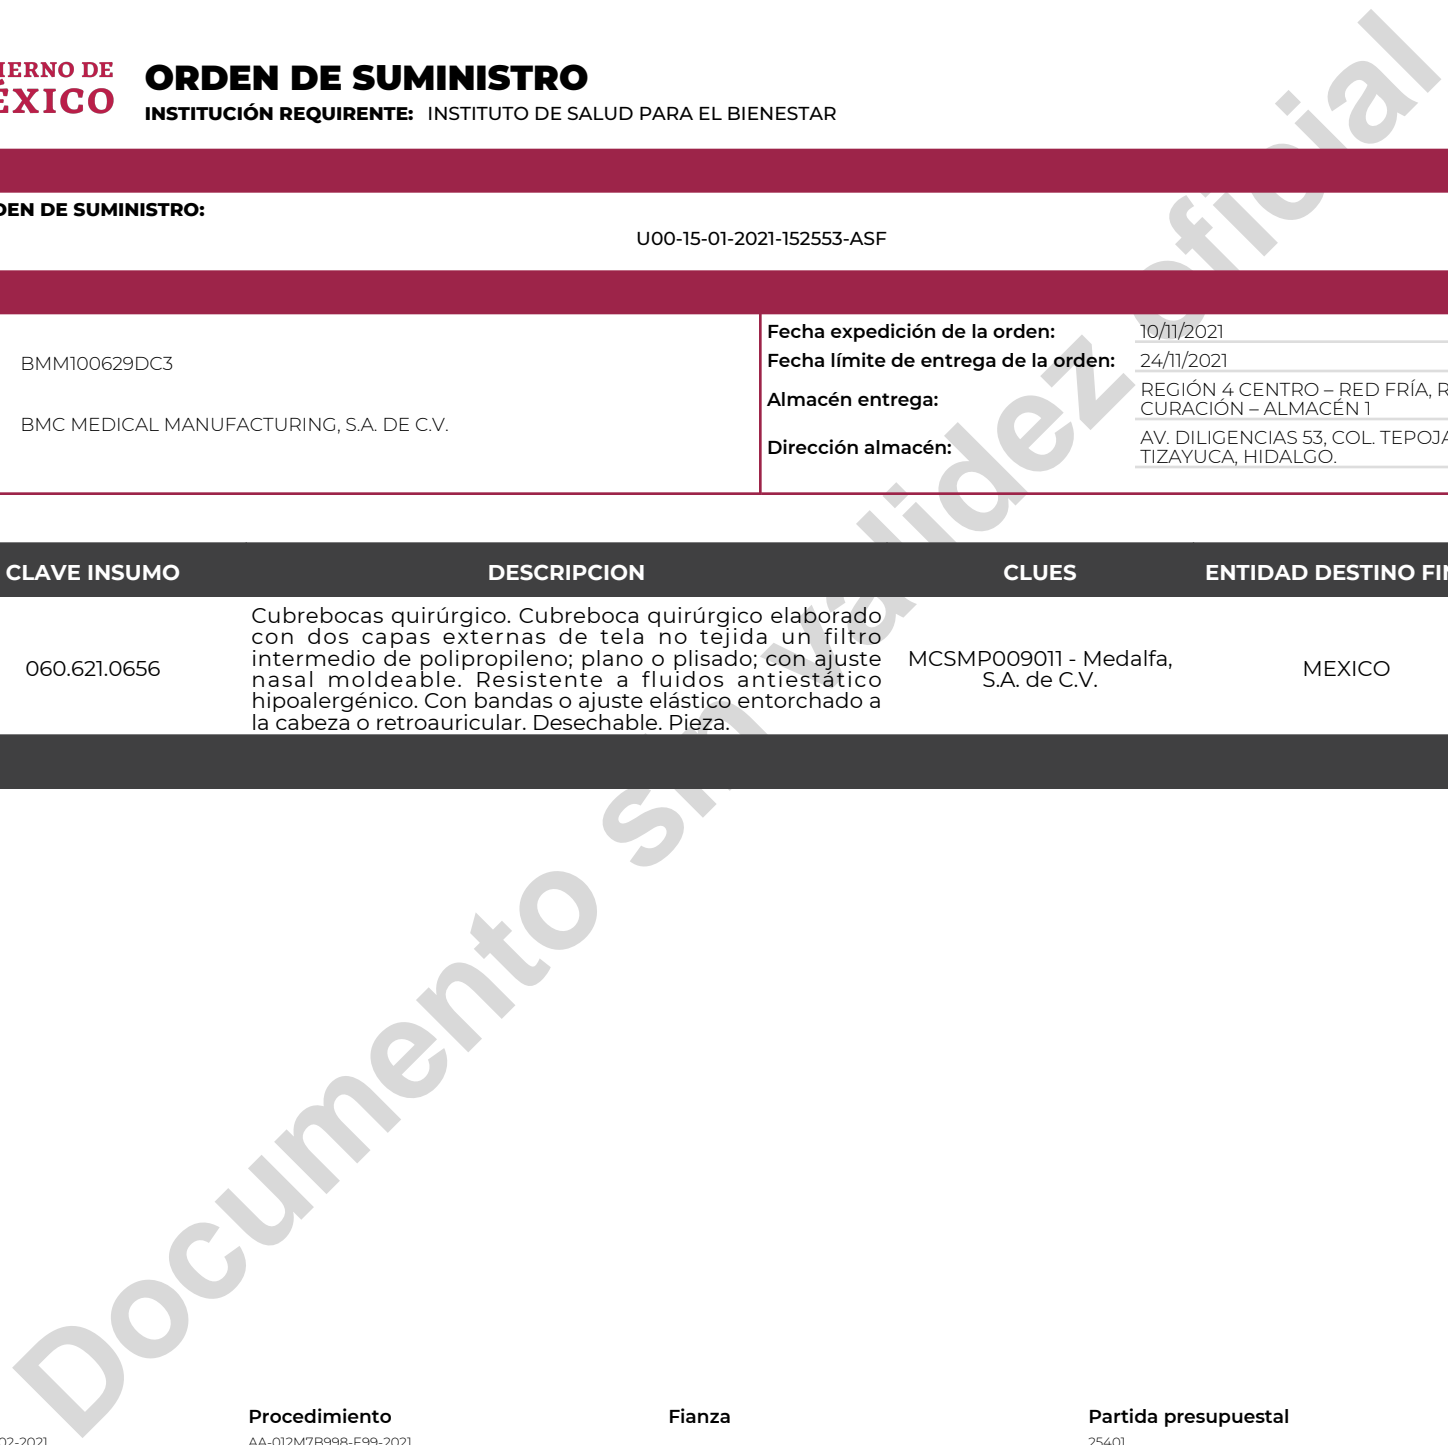 ORDEN DE SUMINISTRO
INSTITUCIÓN REQUIRENTE: INSTITUTO DE SALUD PARA EL BIENESTAR
DE SUMINISTRO:
U00-15-01-2021-152553-ASF
BMM100629DC3
BMC MEDICAL MANUFACTURING, S.A. DE C.V.
Fecha expedición de la orden: 10/11/2021
Fecha límite de entrega de la orden: 24/11/2021
Almacén entrega: REGIÓN 4 CENTRO – RED FRÍA,
CURACIÓN – ALMACÉN 1
Dirección almacén: AV. DILIGENCIAS 53, COL.
TIZAYUCA, HIDALGO.
CLAVE INSUMO DESCRIPCION CLUES ENTIDAD DESTINO
060.621.0656
Cubrebocas quirúrgico. Cubreboca quirúrgico elaborado
con dos capas externas de tela no tejida un filtro
intermedio de polipropileno; plano o plisado; con ajuste
nasal moldeable. Resistente a fluidos antiestático
hipoalergénico. Con bandas o ajuste elástico entorchado a
la cabeza o retroauricular. Desechable. Pieza.
MCSMP009011 - Medalfa,
S.A. de C.V.
MEXICO
Documento sin validez oficial
Procedimiento Fianza Partida presupuestal
AA-012M7B998-E99-2021 25401